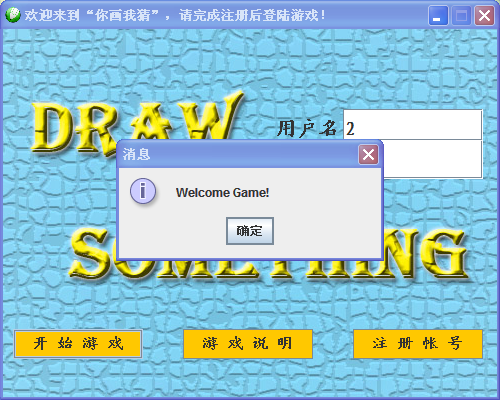 欢迎来到“你画我猜”，请完成注册后登陆游戏！
DRAW
用户名 2
消息
Welcome Game!
确定
SOMETHING
开始游戏 游戏说明 注册帐号